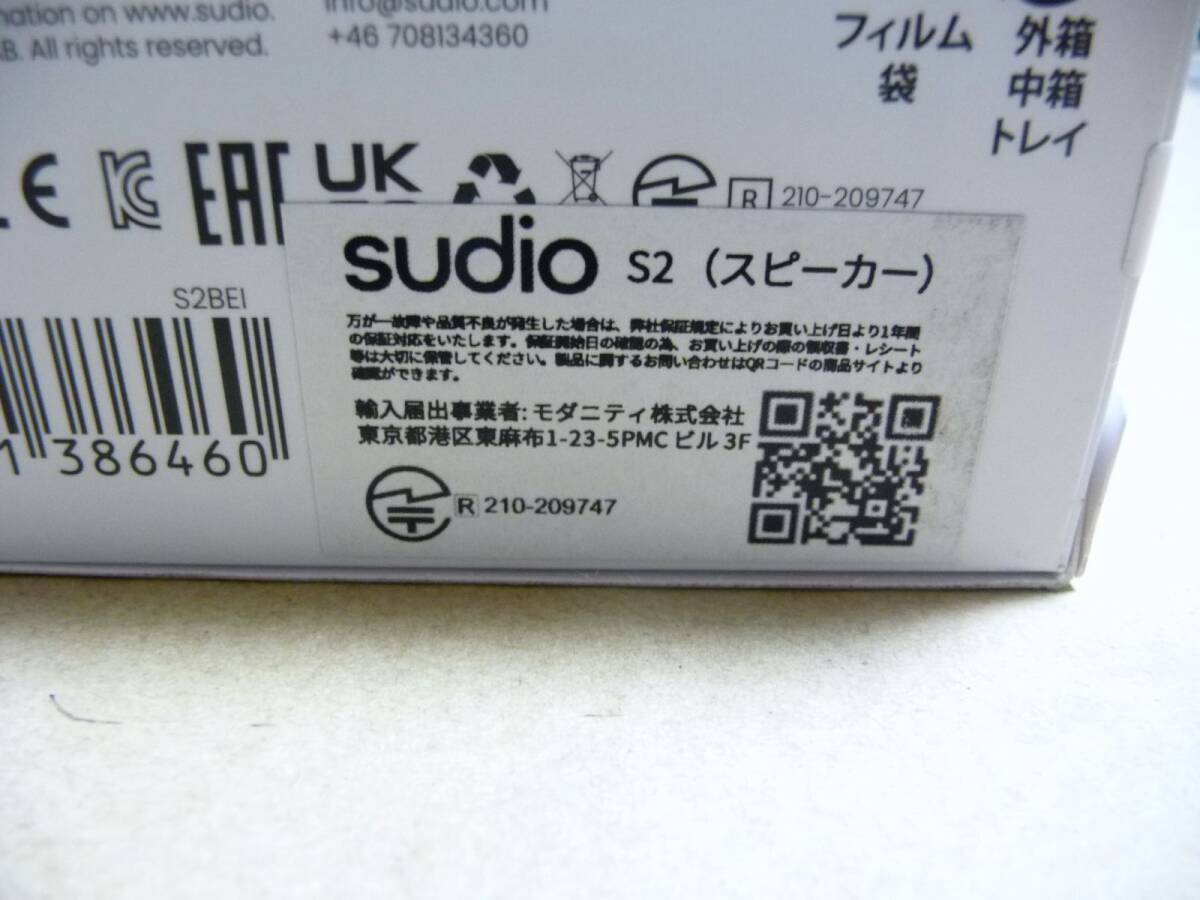 mation on www.sudio.
AB. All rights reserved.
info@sudio.com
+46 708134360
フィルム
袋
外箱
中箱
トレイ
CE
EAC
UK
R 210-209747
S2BEI
1 386460
sudio S2（スピーカー）
万が一故障や品質不良が発生した場合は、弊社保証規定によりお買い上げ日より1年間
の保証対応をいたします。保証開始日の確認の為、お買い上げの際の領収書・レシート
等は大切に保管してください。製品に関するお問い合わせはQRコードの商品サイトより
確認ができます。
輸入届出事業者: モダニティ株式会社
東京都港区東麻布1-23-5PMC ビル 3F
R 210-209747